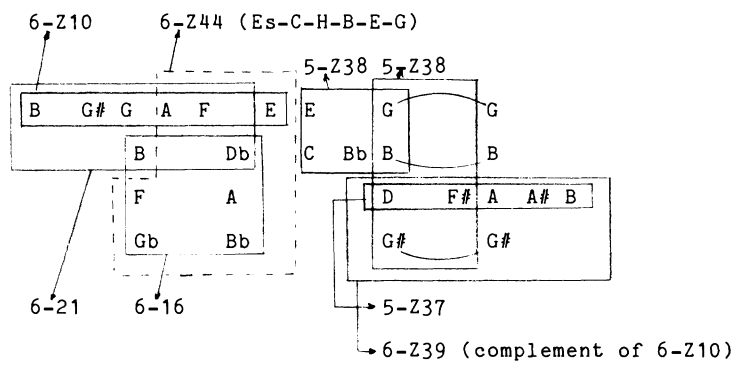 6-Z10 6-Z44 (Es-C-H-B-E-G)
5-Z38 5-Z38
B G# G A F E E G G
B Db C Bb B B
F A D F# A A# B
Gb Bb G# G#
6-21 6-16 5-Z37
6-Z39 (complement of 6-Z10)